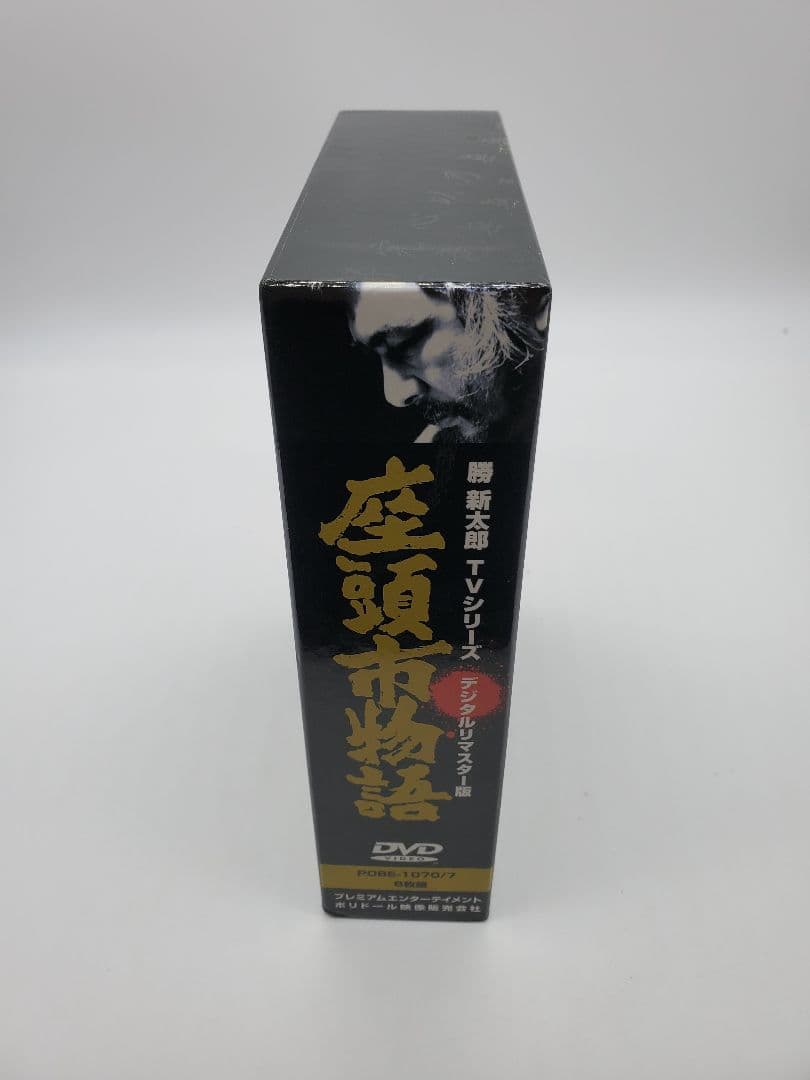 勝 新太郎 TVシリーズ デジタルリマスター版
座頭市物語
DVD
VIDEO
POBE-1070/7
8枚組
プレミアムエンターテイメント
ポリドール映像販売会社